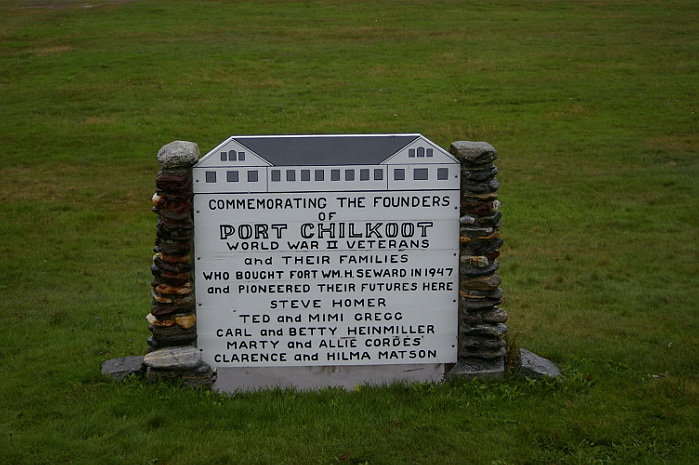 COMMEMORATING THE FOUNDERS
OF
PORT CHILKOOT
WORLD WAR II VETERANS
and THEIR FAMILIES
WHO BOUGHT FORT WM. H. SEWARD IN 1947
and PIONEERED THEIR FUTURES HERE
STEVE HOMER
TED and MIMI GREGG
CARL and BETTY HEINMILLER
MARTY and ALLIE CORDES
CLARENCE and HILMA MATSON